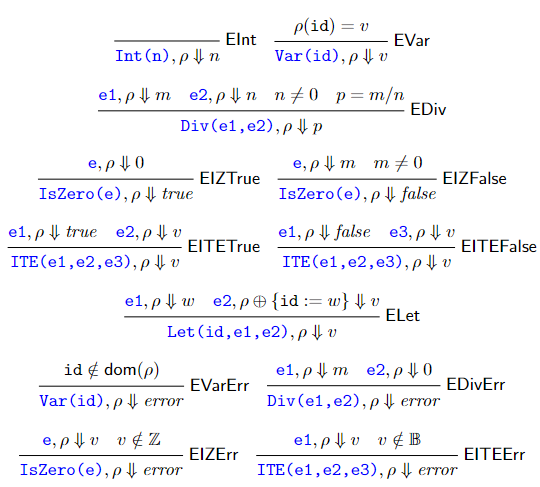 EInt ρ(id) = v
Int(n), ρ ⇓ n Var(id), ρ ⇓ v EVar
e1, ρ ⇓ m e2, ρ ⇓ n n ≠ 0 p = m/n
Div(e1,e2), ρ ⇓ p EDiv
e, ρ ⇓ 0 e, ρ ⇓ m m ≠ 0
IsZero(e), ρ ⇓ true EIZTrue IsZero(e), ρ ⇓ false EIZFalse
e1, ρ ⇓ true e2, ρ ⇓ v e1, ρ ⇓ false e3, ρ ⇓ v
ITE(e1,e2,e3), ρ ⇓ v EITETrue ITE(e1,e2,e3), ρ ⇓ v EITEFalse
e1, ρ ⇓ w e2, ρ ⊕ {id := w} ⇓ v
Let(id,e1,e2), ρ ⇓ v ELet
id ∉ dom(ρ) e1, ρ ⇓ m e2, ρ ⇓ 0
Var(id), ρ ⇓ error EVarErr Div(e1,e2), ρ ⇓ error EDivErr
e, ρ ⇓ v v ∉ ℤ e1, ρ ⇓ v v ∉ 𝔹
IsZero(e), ρ ⇓ error EIZErr ITE(e1,e2,e3), ρ ⇓ error EITEErr